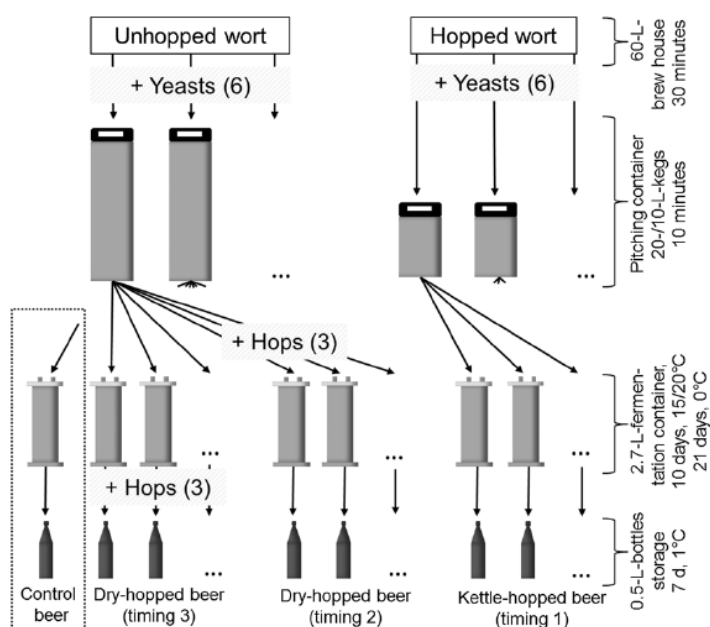 Unhopped wort
Hopped wort
60-L-
brew house
30 minutes
+ Yeasts (6)
+ Yeasts (6)
Pitching container
20-/10-L-kegs
10 minutes
...
...
+ Hops (3)
2.7-L-fermen-
tation container,
10 days, 15/20°C
21 days, 0°C
...
...
...
+ Hops (3)
0.5-L-bottles
storage
7 d, 1°C
...
...
...
Control
beer
Dry-hopped beer
(timing 3)
Dry-hopped beer
(timing 2)
Kettle-hopped beer
(timing 1)